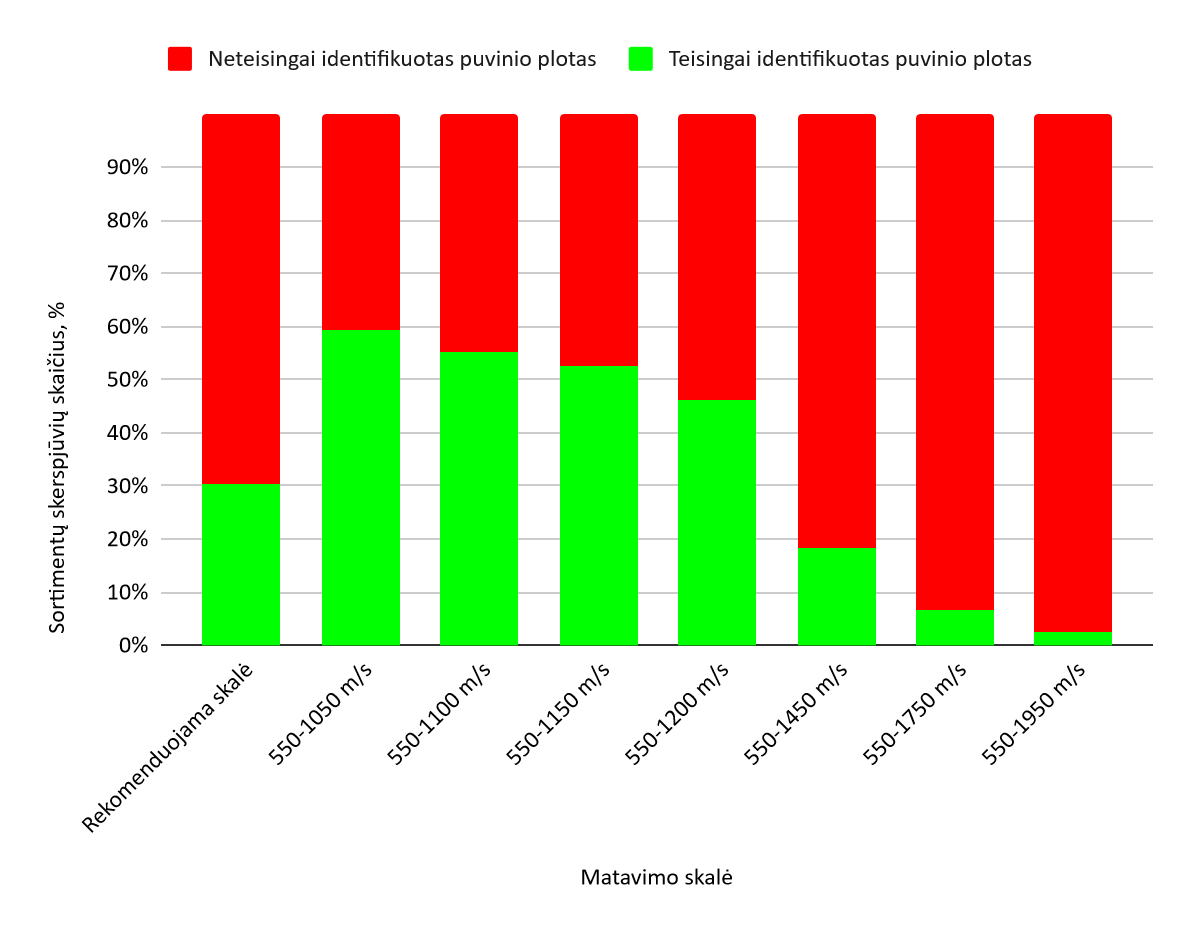 Neteisingai identifikuotas puvinio plotas
Teisingai identifikuotas puvinio plotas
Sortimentų skerspjūvių skaičius, %
90%
80%
70%
60%
50%
40%
30%
20%
10%
0%
Rekomenduojama skalė
550-1050 m/s
550-1100 m/s
550-1150 m/s
550-1200 m/s
550-1450 m/s
550-1750 m/s
550-1950 m/s
Matavimo skalė